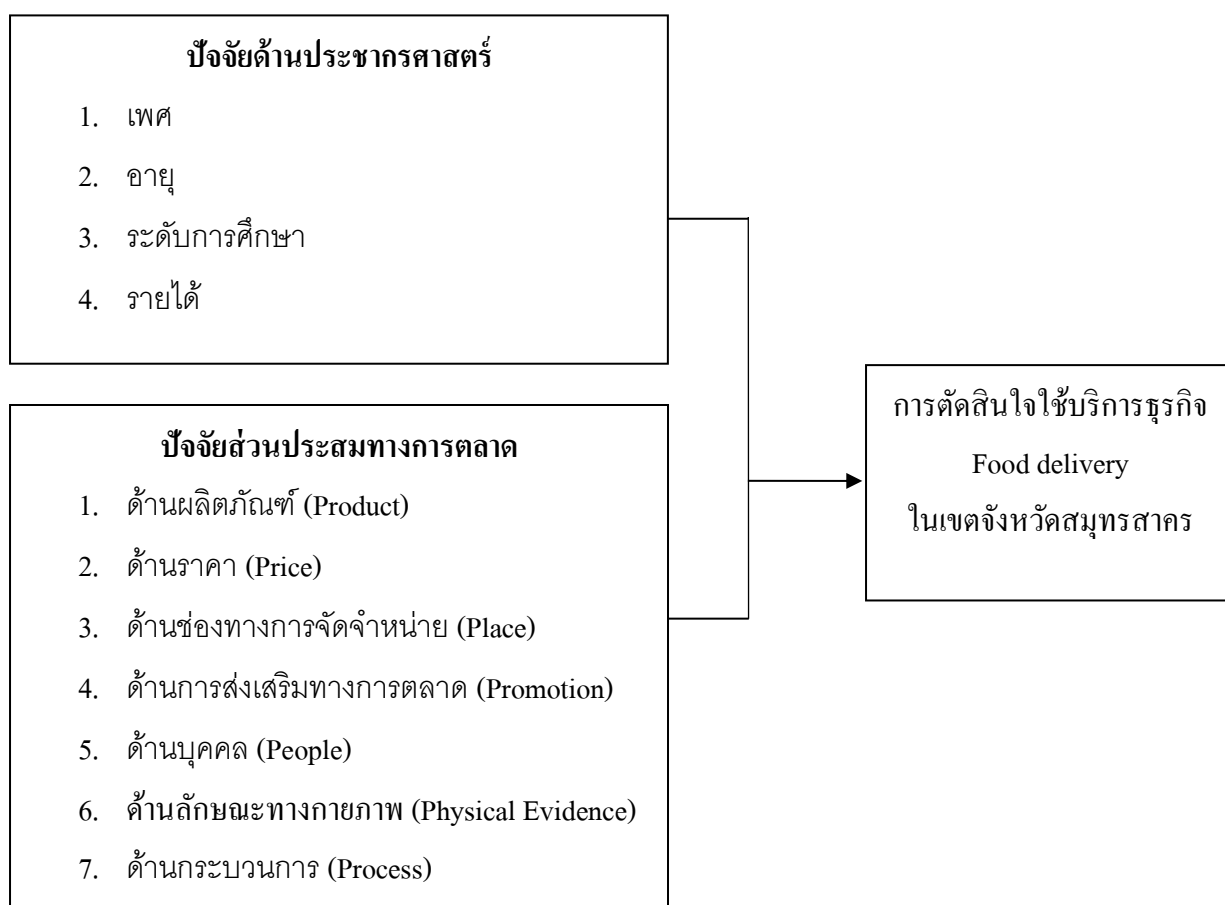 ปัจจัยด้านประชากรศาสตร์
1. เพศ
2. อายุ
3. ระดับการศึกษา
4. รายได้
ปัจจัยส่วนประสมทางการตลาด
1. ด้านผลิตภัณฑ์ (Product)
2. ด้านราคา (Price)
3. ด้านช่องทางการจัดจำหน่าย (Place)
4. ด้านการส่งเสริมทางการตลาด (Promotion)
5. ด้านบุคคล (People)
6. ด้านลักษณะทางกายภาพ (Physical Evidence)
7. ด้านกระบวนการ (Process)
การตัดสินใจใช้บริการธุรกิจ
Food delivery
ในเขตจังหวัดสมุทรสาคร